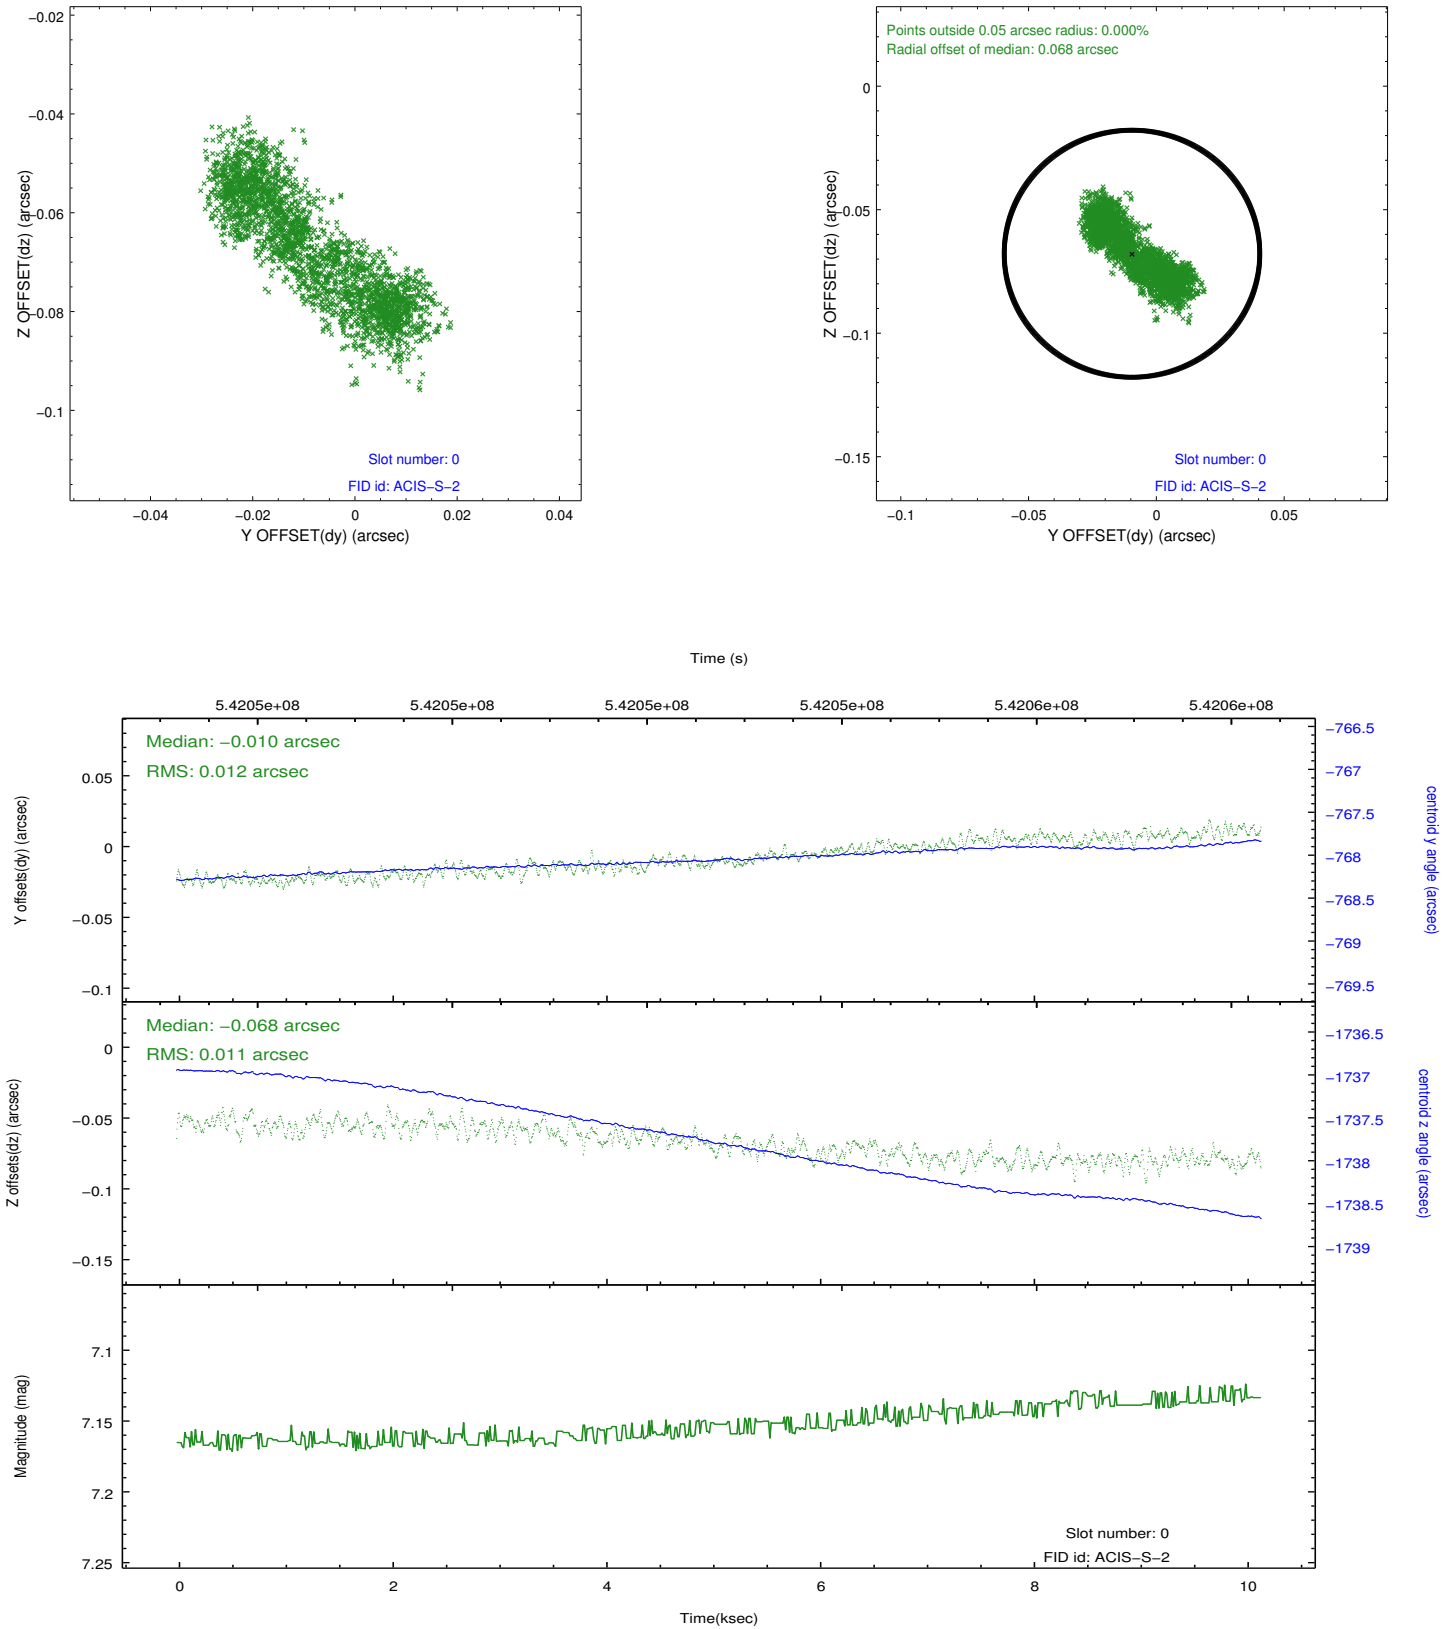 −0.02
−0.04
−0.06
−0.08
−0.1
Z OFFSET(dz) (arcsec)
−0.04
−0.02
0
0.02
0.04
Y OFFSET(dy) (arcsec)
Slot number: 0
FID id: ACIS−S−2
Points outside 0.05 arcsec radius: 0.000%
Radial offset of median: 0.068 arcsec
0
−0.05
−0.1
−0.15
Z OFFSET(dz) (arcsec)
−0.1
−0.05
0
0.05
Y OFFSET(dy) (arcsec)
Slot number: 0
FID id: ACIS−S−2
Time (s)
5.4205e+08
5.4205e+08
5.4205e+08
5.4205e+08
5.4206e+08
5.4206e+08
Median: −0.010 arcsec
RMS: 0.012 arcsec
0.05
0
−0.05
−0.1
Y offsets(dy) (arcsec)
−766.5
−767
−767.5
−768
−768.5
−769
−769.5
centroid y angle (arcsec)
Median: −0.068 arcsec
RMS: 0.011 arcsec
0
−0.05
−0.1
−0.15
Z offsets(dz) (arcsec)
−1736.5
−1737
−1737.5
−1738
−1738.5
−1739
centroid z angle (arcsec)
7.1
7.15
7.2
7.25
Magnitude (mag)
Slot number: 0
FID id: ACIS−S−2
0
2
4
6
8
10
Time(ksec)